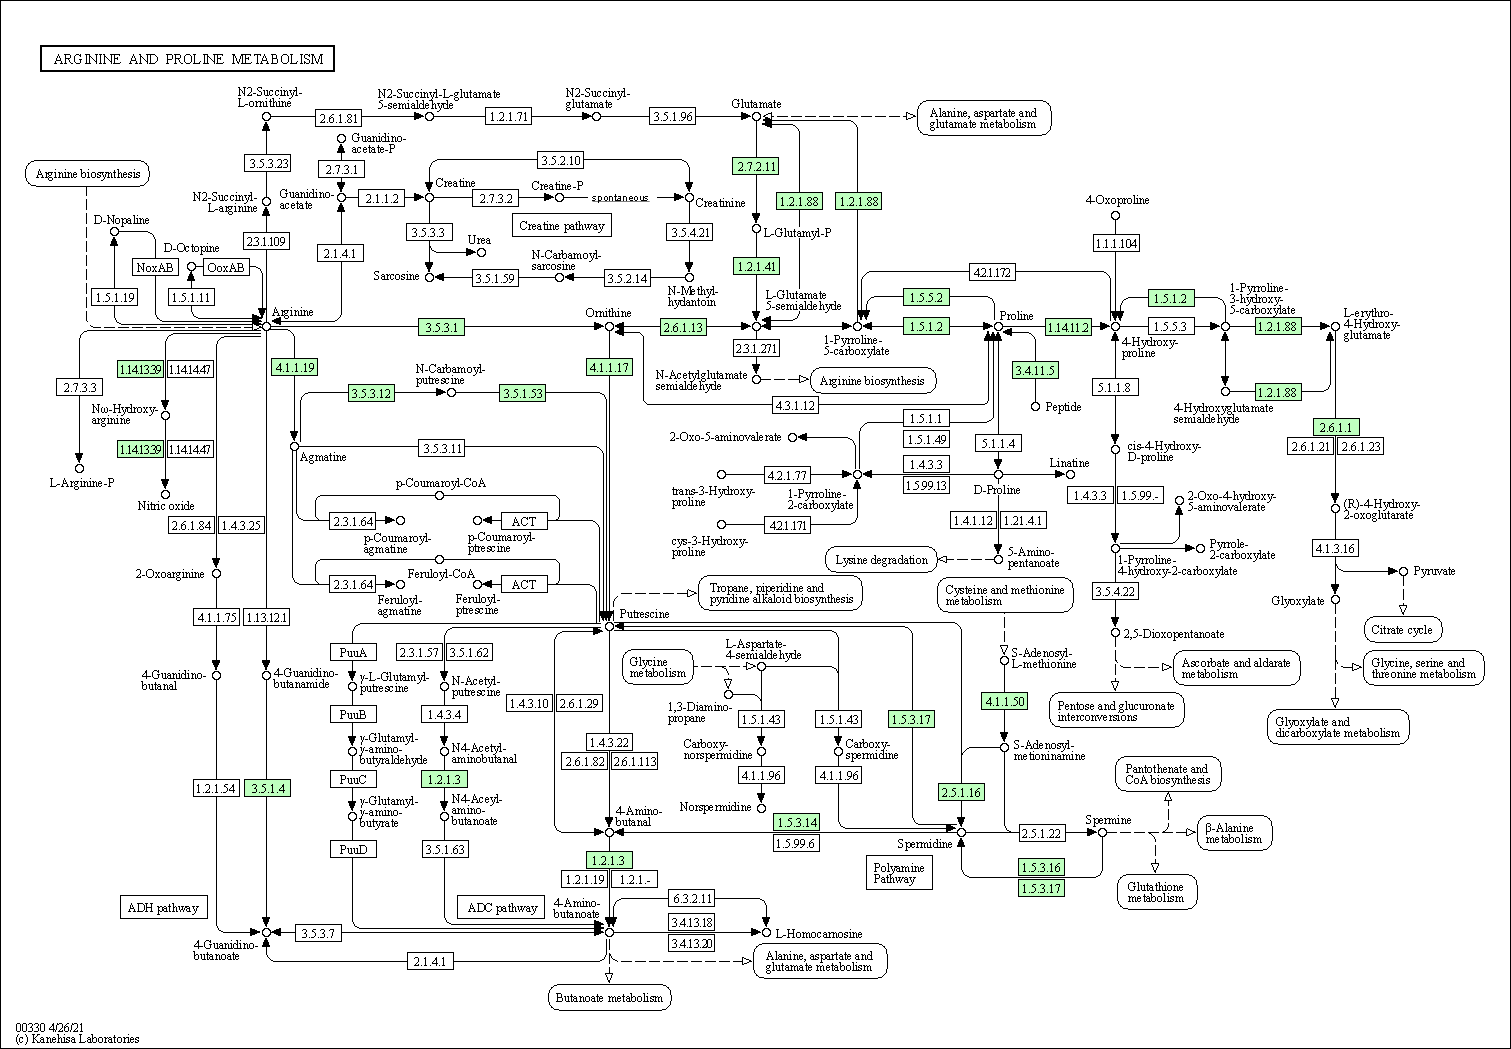 ARGININE AND PROLINE METABOLISM
N2-Succinyl-
L-ornithine
2.6.1.81
N2-Succinyl-L-glutamate
5-semialdehyde
1.2.1.71
N2-Succinyl-
glutamate
3.5.1.96
Glutamate
Alanine, aspartate and
glutamate metabolism
Guanidino-
acetate-P
Arginine biosynthesis
3.5.3.23
2.7.3.1
3.5.2.10
2.7.2.11
N2-Succinyl-
L-arginine
Guanidino-
acetate
2.1.1.2
Creatine
2.7.3.2
Creatine-P
spontaneous
Creatinine
1.2.1.88
1.2.1.88
4-Oxoproline
D-Nopaline
2.3.1.109
2.1.4.1
3.5.3.3
Urea
Creatine pathway
3.5.4.21
L-Glutamyl-P
1.1.1.104
D-Octopine
NoxAB
OoxAB
Sarcosine
3.5.1.59
N-Carbamoyl-
sarcosine
3.5.2.14
N-Methyl-
hydantoin
1.2.1.41
4.2.1.172
1.5.1.19
1.5.1.11
L-Glutamate
5-semialdehyde
1.5.5.2
1.5.1.2
1-Pyrroline-
3-hydroxy-
5-carboxylate
Arginine
3.5.3.1
Ornithine
2.6.1.13
1.5.1.2
Proline
1.14.11.2
1.5.5.3
1.2.1.88
L-erythro-
4-Hydroxy-
glutamate
2.3.1.271
1-Pyrroline-
5-carboxylate
4-Hydroxy-
proline
1.14.13.39
1.14.14.47
4.1.1.19
4.1.1.17
3.4.11.5
2.7.3.3
N-Carbamoyl-
putrescine
3.5.3.12
3.5.1.53
N-Acetylglutamate
semialdehyde
Arginine biosynthesis
5.1.1.8
1.2.1.88
4-Hydroxyglutamate
semialdehyde
Nω-Hydroxy-
arginine
4.3.1.12
Peptide
1.5.1.1
2.6.1.1
1.14.13.39
1.14.14.47
3.5.3.11
Agmatine
2-Oxo-5-aminovalerate
1.5.1.49
5.1.1.4
cis-4-Hydroxy-
D-proline
2.6.1.21
2.6.1.23
L-Arginine-P
Nitric oxide
p-Coumaroyl-CoA
trans-3-Hydroxy-
proline
4.2.1.77
1-Pyrroline-
2-carboxylate
1.4.3.3
1.5.99.13
D-Proline
Linatine
1.4.3.3
1.5.99.-
2-Oxo-4-hydroxy-
5-aminovalerate
(R)-4-Hydroxy-
2-oxoglutarate
2.6.1.84
1.4.3.25
2.3.1.64
ACT
p-Coumaroyl-
agmatine
p-Coumaroyl-
ptrescine
4.2.1.171
cys-3-Hydroxy-
proline
1.4.1.12
1.21.4.1
4.1.3.16
2-Oxoarginine
Feruloyl-CoA
2.3.1.64
ACT
Feruloyl-
agmatine
Feruloyl-
ptrescine
Lysine degradation
5-Amino-
pentanoate
1-Pyrroline-
4-hydroxy-2-carboxylate
Pyrrole-
2-carboxylate
Pyruvate
4.1.1.75
1.13.12.1
Putrescine
Tropane, piperidine and
pyridine alkaloid biosynthesis
Cysteine and methionine
metabolism
3.5.4.22
Glyoxylate
Citrate cycle
PuuA
2.3.1.57
3.5.1.62
Glycine
metabolism
L-Aspartate-
4-semialdehyde
S-Adenosyl-
L-methionine
2,5-Dioxopentanoate
Ascorbate and aldarate
metabolism
Glycine, serine and
threonine metabolism
4-Guanidino-
butanal
4-Guanidino-
butanamide
γ-L-Glutamyl-
putrescine
N-Acetyl-
putrescine
1.4.3.10
2.6.1.29
1,3-Diamino-
propane
4.1.1.50
Pentose and glucuronate
interconversions
Glyoxylate and
dicarboxylate metabolism
PuuB
1.4.3.4
1.5.1.43
1.5.1.43
1.5.3.17
γ-Glutamyl-
γ-amino-
butyraldehyde
N4-Acetyl-
aminobutanal
1.4.3.22
2.6.1.82
2.6.1.113
Carboxy-
norspermidine
Carboxy-
spermidine
S-Adenosyl-
metioninamine
PuuC
1.2.1.3
4.1.1.96
4.1.1.96
Pantothenate and
CoA biosynthesis
1.2.1.54
3.5.1.4
γ-Glutamyl-
γ-amino-
butyrate
N4-Aceyl-
amino-
butanoate
4-Amino-
butanal
Norspermidine
2.5.1.16
1.5.3.14
1.5.99.6
Spermidine
2.5.1.22
Spermine
β-Alanine
metabolism
PuuD
3.5.1.63
1.2.1.3
1.2.1.19
1.2.1.-
Polyamine
Pathway
1.5.3.16
1.5.3.17
Glutathione
metabolism
ADH pathway
ADC pathway
4-Amino-
butanoate
6.3.2.11
3.4.13.18
3.4.13.20
L-Homocarnosine
4-Guanidino-
butanoate
3.5.3.7
2.1.4.1
Alanine, aspartate and
glutamate metabolism
Butanoate metabolism
00330 4/26/21
(c) Kanehisa Laboratories